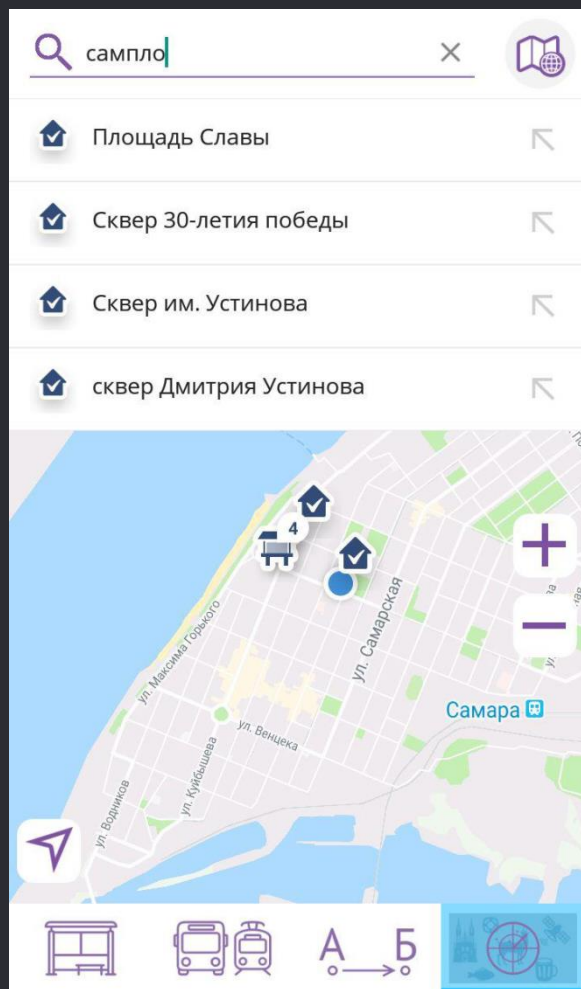 сампло
Площадь Славы
Сквер 30-летия победы
Сквер им. Устинова
сквер Дмитрия Устинова
4
ул. Максима Горького
ул. Самарская
Самара
ул. Венцека
ул. Куйбышева
ул. Водников
А Б